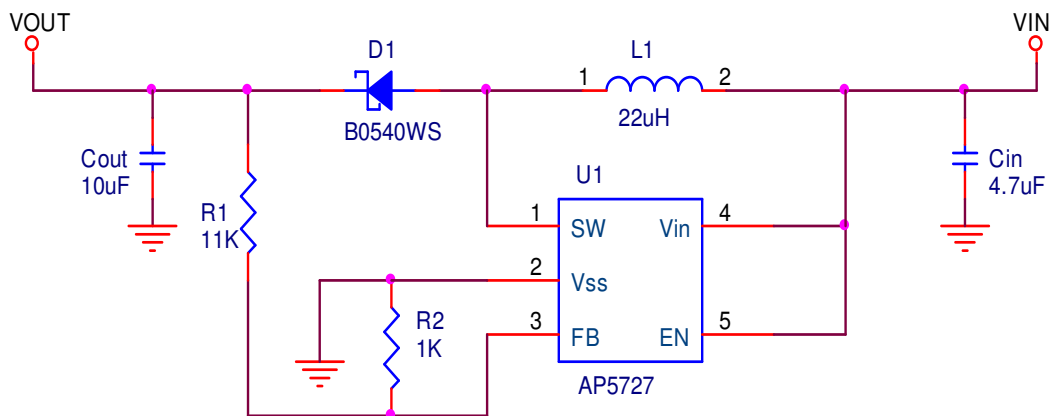 VOUT
VIN
D1
L1
1
2
B0540WS
22uH
Cout
10uF
Cin
4.7uF
U1
R1
11K
1
SW
Vin
4
2
Vss
R2
1K
3
FB
EN
5
AP5727